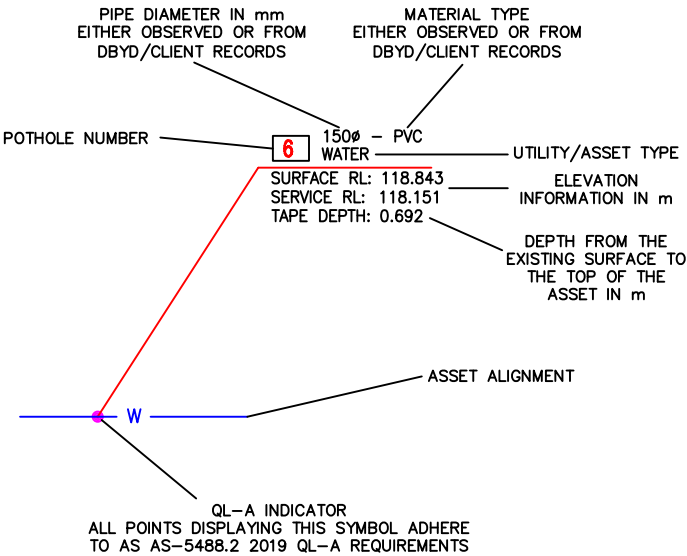 PIPE DIAMETER IN mm
EITHER OBSERVED OR FROM
DBYD/CLIENT RECORDS
MATERIAL TYPE
EITHER OBSERVED OR FROM
DBYD/CLIENT RECORDS
POTHOLE NUMBER
6
150ø - PVC
WATER
UTILITY/ASSET TYPE
SURFACE RL: 118.843
SERVICE RL: 118.151
TAPE DEPTH: 0.692
ELEVATION
INFORMATION IN m
DEPTH FROM THE
EXISTING SURFACE TO
THE TOP OF THE
ASSET IN m
ASSET ALIGNMENT
W
QL-A INDICATOR
ALL POINTS DISPLAYING THIS SYMBOL ADHERE
TO AS AS-5488.2 2019 QL-A REQUIREMENTS